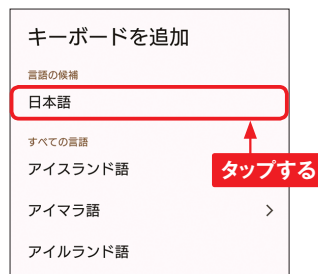 キーボードを追加
言語の候補
日本語
すべての言語
アイスランド語
タップする
アイマラ語
アイルランド語